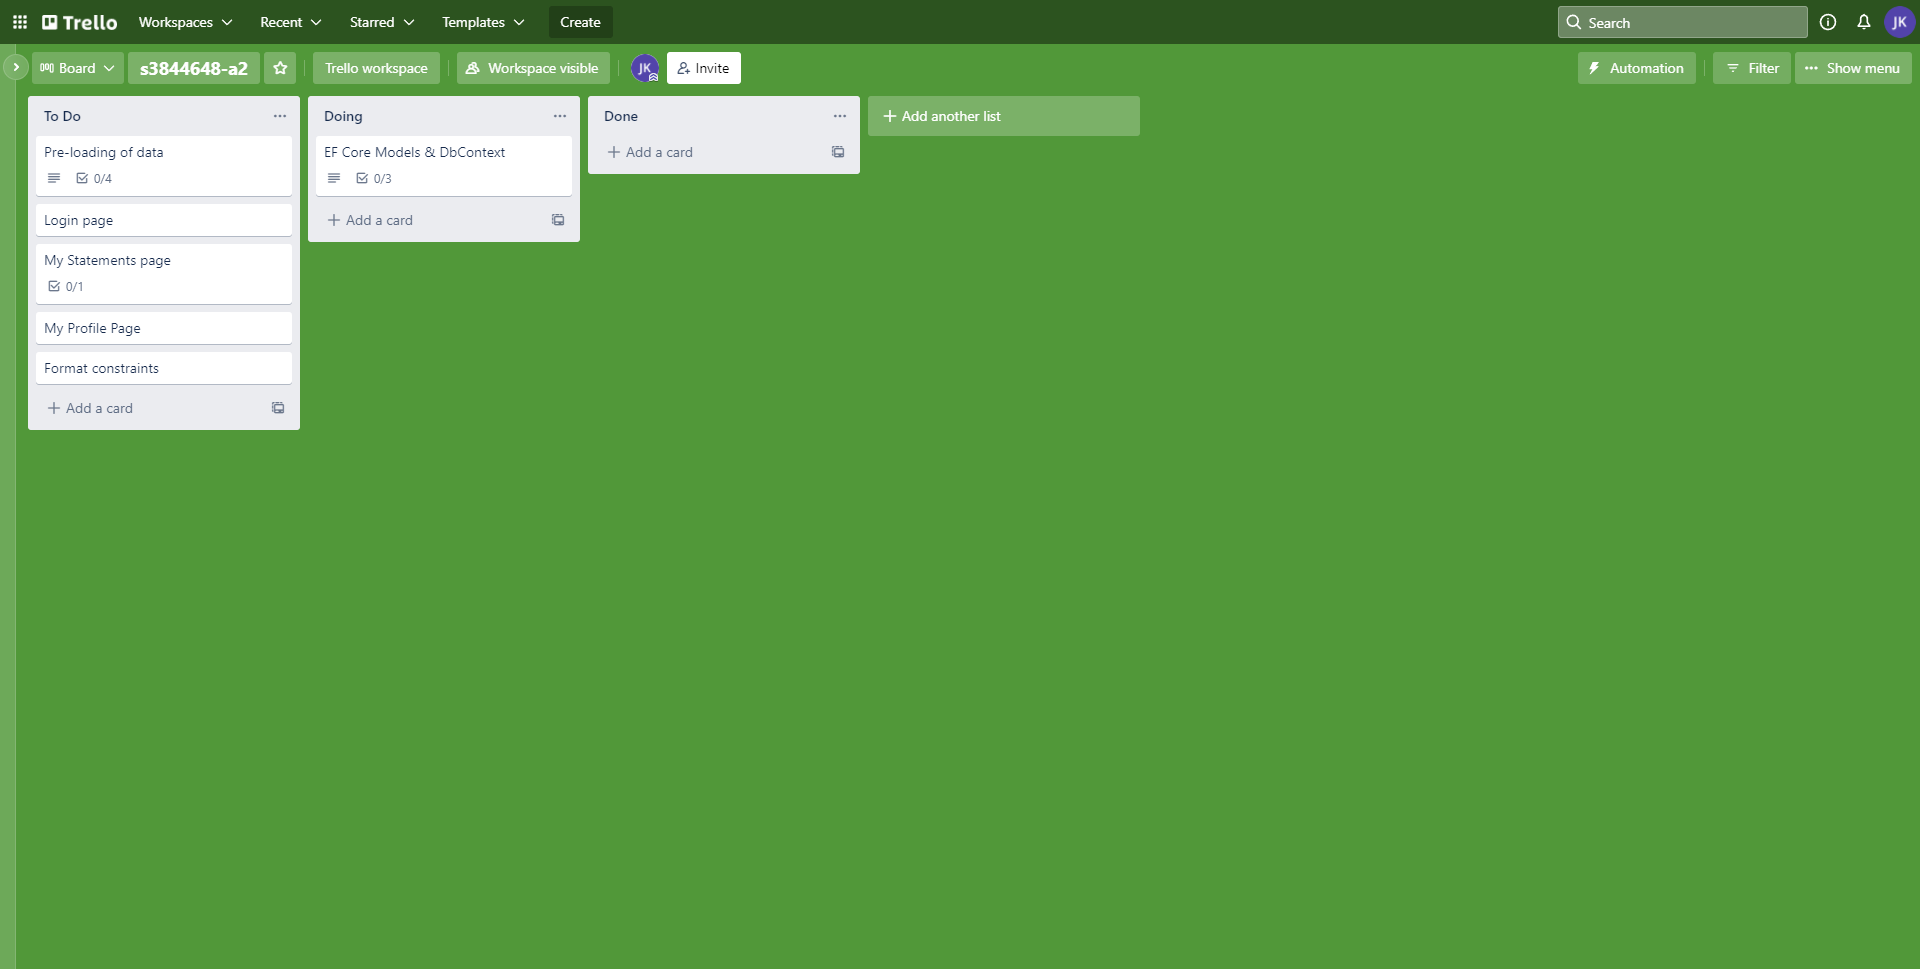 Trello Workspaces Recent Starred Templates Create Search JK
Board s3844648-a2 Trello workspace Workspace visible JK Invite Automation Filter Show menu
To Do
Pre-loading of data
0/4
Login page
My Statements page
0/1
My Profile Page
Format constraints
Add a card
Doing
EF Core Models & DbContext
0/3
Add a card
Done
Add a card
Add another list